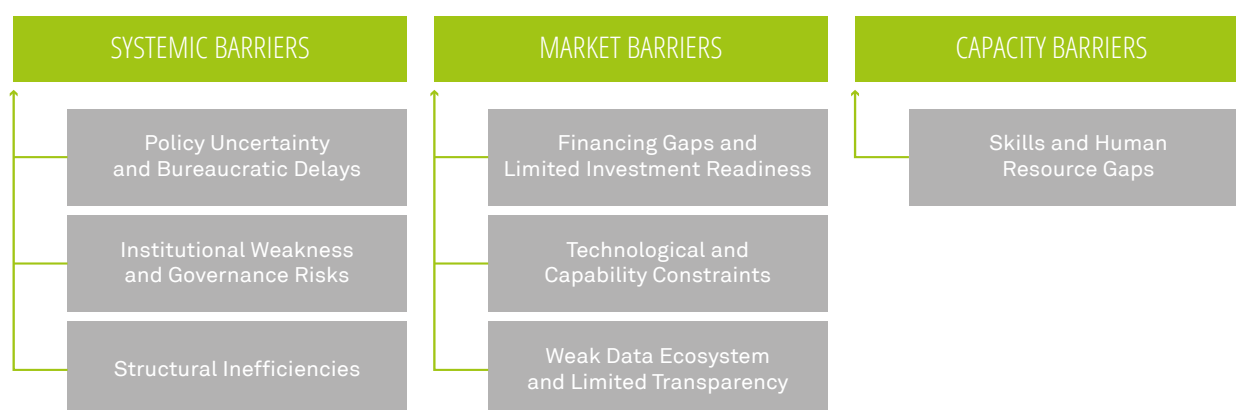 SYSTEMIC BARRIERS
Policy Uncertainty
and Bureaucratic Delays
Institutional Weakness
and Governance Risks
Structural Inefficiencies
MARKET BARRIERS
Financing Gaps and
Limited Investment Readiness
Technological and
Capability Constraints
Weak Data Ecosystem
and Limited Transparency
CAPACITY BARRIERS
Skills and Human
Resource Gaps